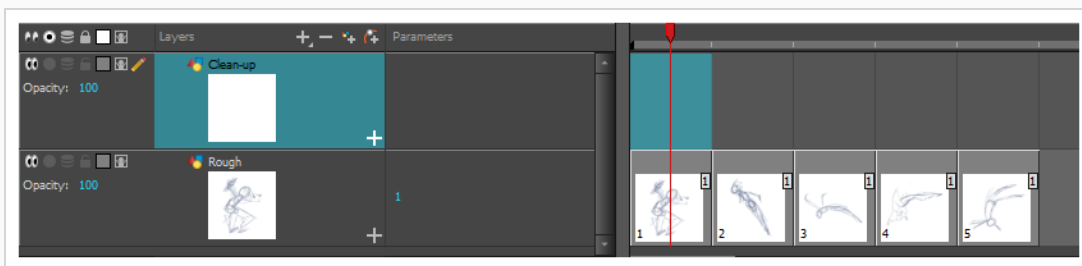 Layers
Parameters
Clean-up
Opacity: 100
Rough
Opacity: 100
1
1 1 1 1 1
1 2 3 4 5